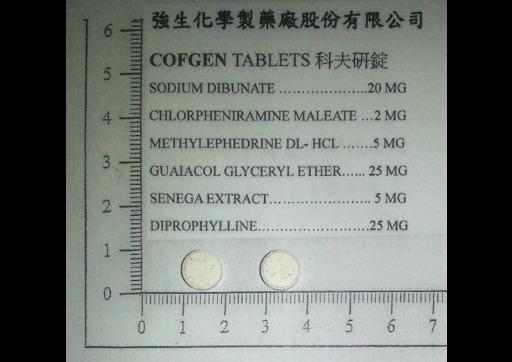 強生化學製藥廠股份有限公司
COFGEN TABLETS 科夫硏錠
SODIUM DIBUNATE .....................20 MG
CHLORPHENIRAMINE MALEATE ...2 MG
METHYLEPHEDRINE DL- HCL .......5 MG
GUAIACOL GLYCERYL ETHER...... 25 MG
SENEGA EXTRACT........................ 5 MG
DIPROPHYLLINE..........................25 MG
6
5
4
3
2
1
0
0 1 2 3 4 5 6 7